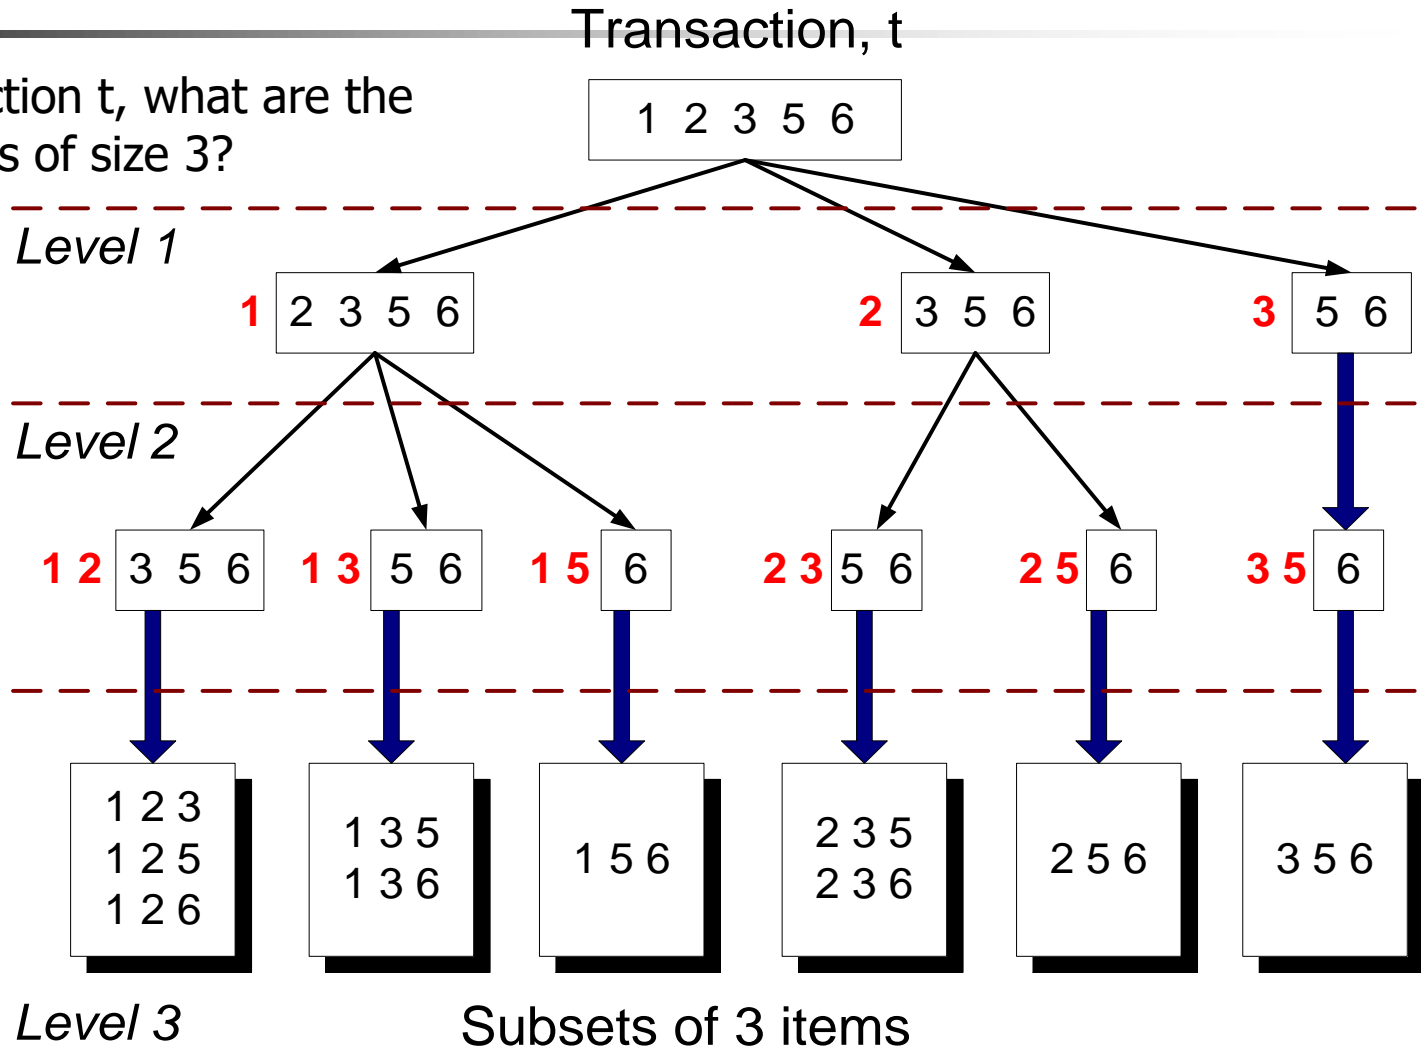 Transaction, t
ction t, what are the
s of size 3?
1 2 3 5 6
Level 1
1 2 3 5 6
2 3 5 6
3 5 6
Level 2
1 2 3 5 6
1 3 5 6
1 5 6
2 3 5 6
2 5 6
3 5 6
1 2 3
1 2 5
1 2 6
1 3 5
1 3 6
1 5 6
2 3 5
2 3 6
2 5 6
3 5 6
Level 3
Subsets of 3 items